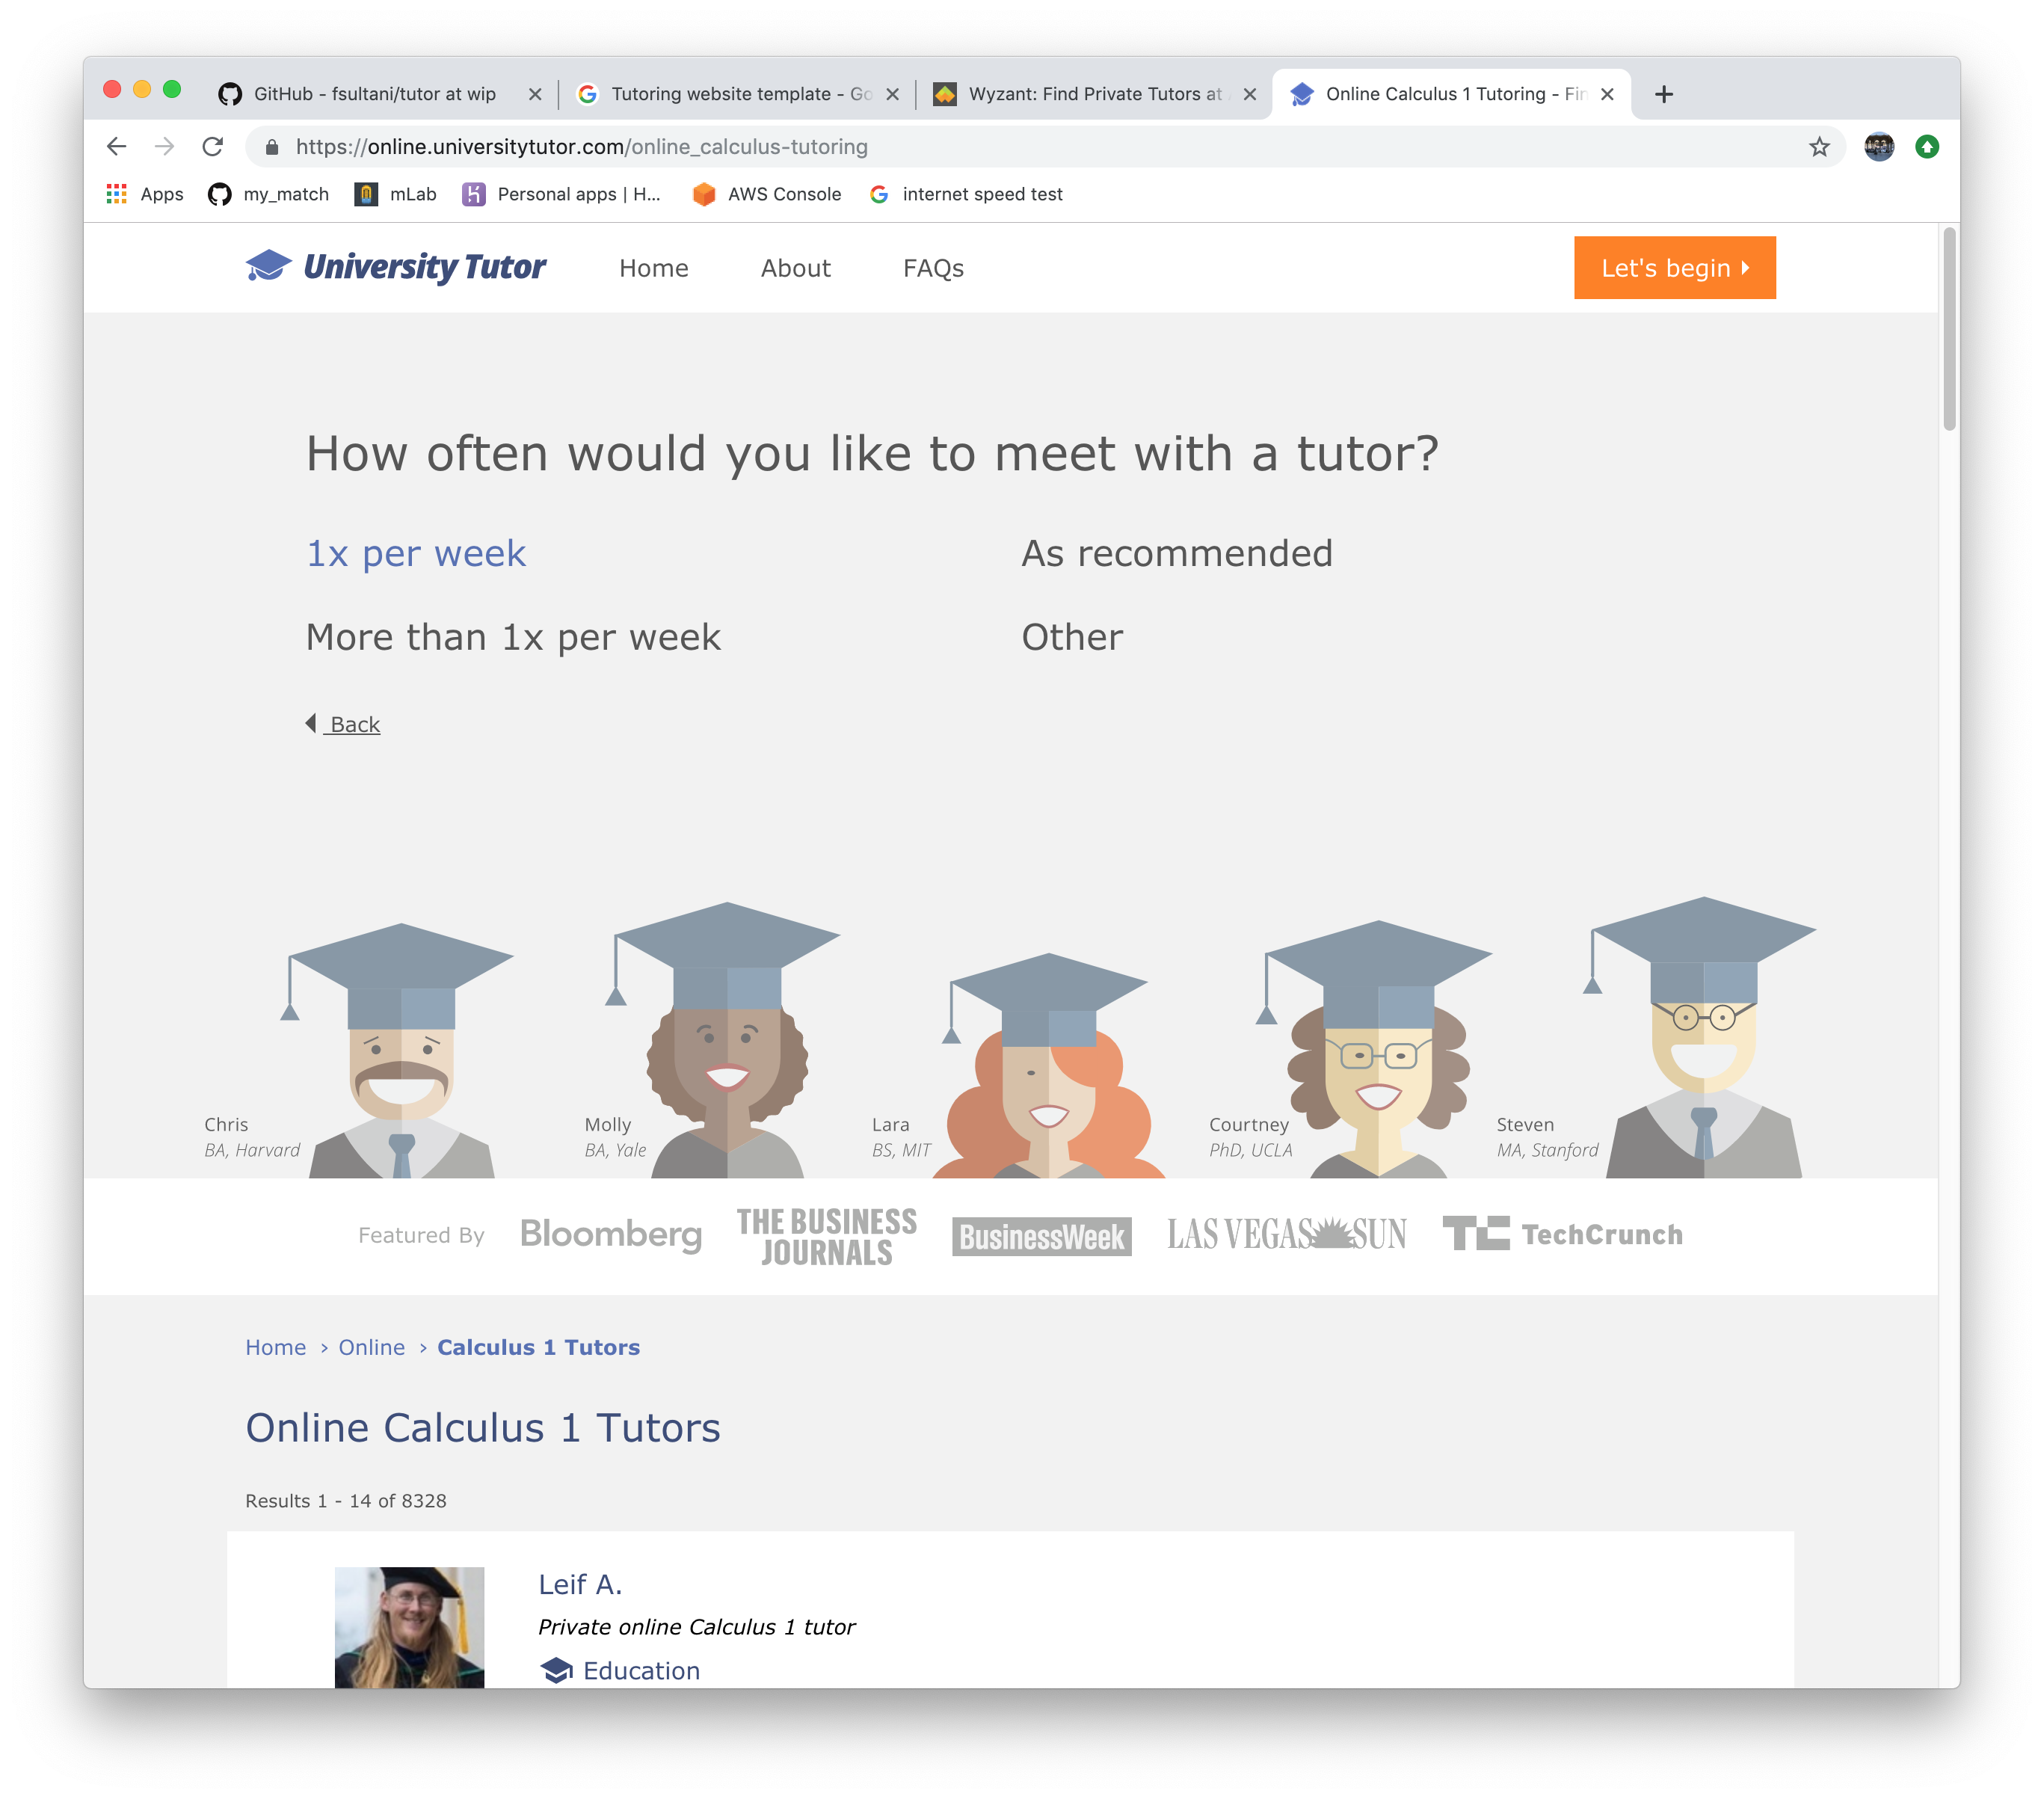 GitHub - fsultani/tutor at wip
Tutoring website template - Go
Wyzant: Find Private Tutors at
Online Calculus 1 Tutoring - Fin
https://online.universitytutor.com/online_calculus-tutoring
Apps my_match mLab Personal apps | H... AWS Console internet speed test
University Tutor Home About FAQs Let's begin
How often would you like to meet with a tutor?
1x per week As recommended
More than 1x per week Other
Back
Chris
BA, Harvard
Molly
BA, Yale
Lara
BS, MIT
Courtney
PhD, UCLA
Steven
MA, Stanford
Featured By Bloomberg
THE BUSINESS
JOURNALS
BusinessWeek
LAS VEGAS SUN
TC TechCrunch
Home › Online › Calculus 1 Tutors
Online Calculus 1 Tutors
Results 1 - 14 of 8328
Leif A.
Private online Calculus 1 tutor
Education